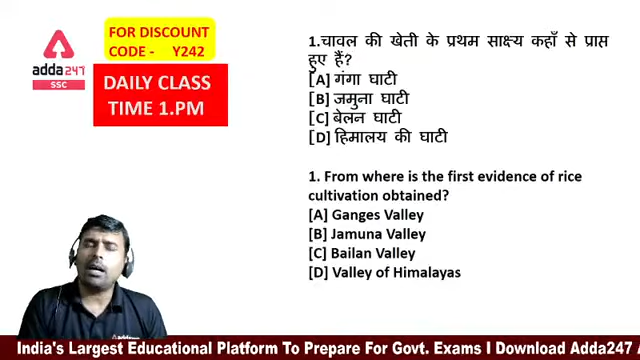 FOR DISCOUNT
CODE - Y242
adda247
SSC
DAILY CLASS
TIME 1.PM
1.चावल की खेती के प्रथम साक्ष्य कहाँ से प्राप्त
हुए हैं?
[A] गंगा घाटी
[B] जमुना घाटी
[C] बेलन घाटी
[D] हिमालय की घाटी
1. From where is the first evidence of rice
cultivation obtained?
[A] Ganges Valley
[B] Jamuna Valley
[C] Bailan Valley
[D] Valley of Himalayas
India's Largest Educational Platform To Prepare For Govt. Exams I Download Adda247